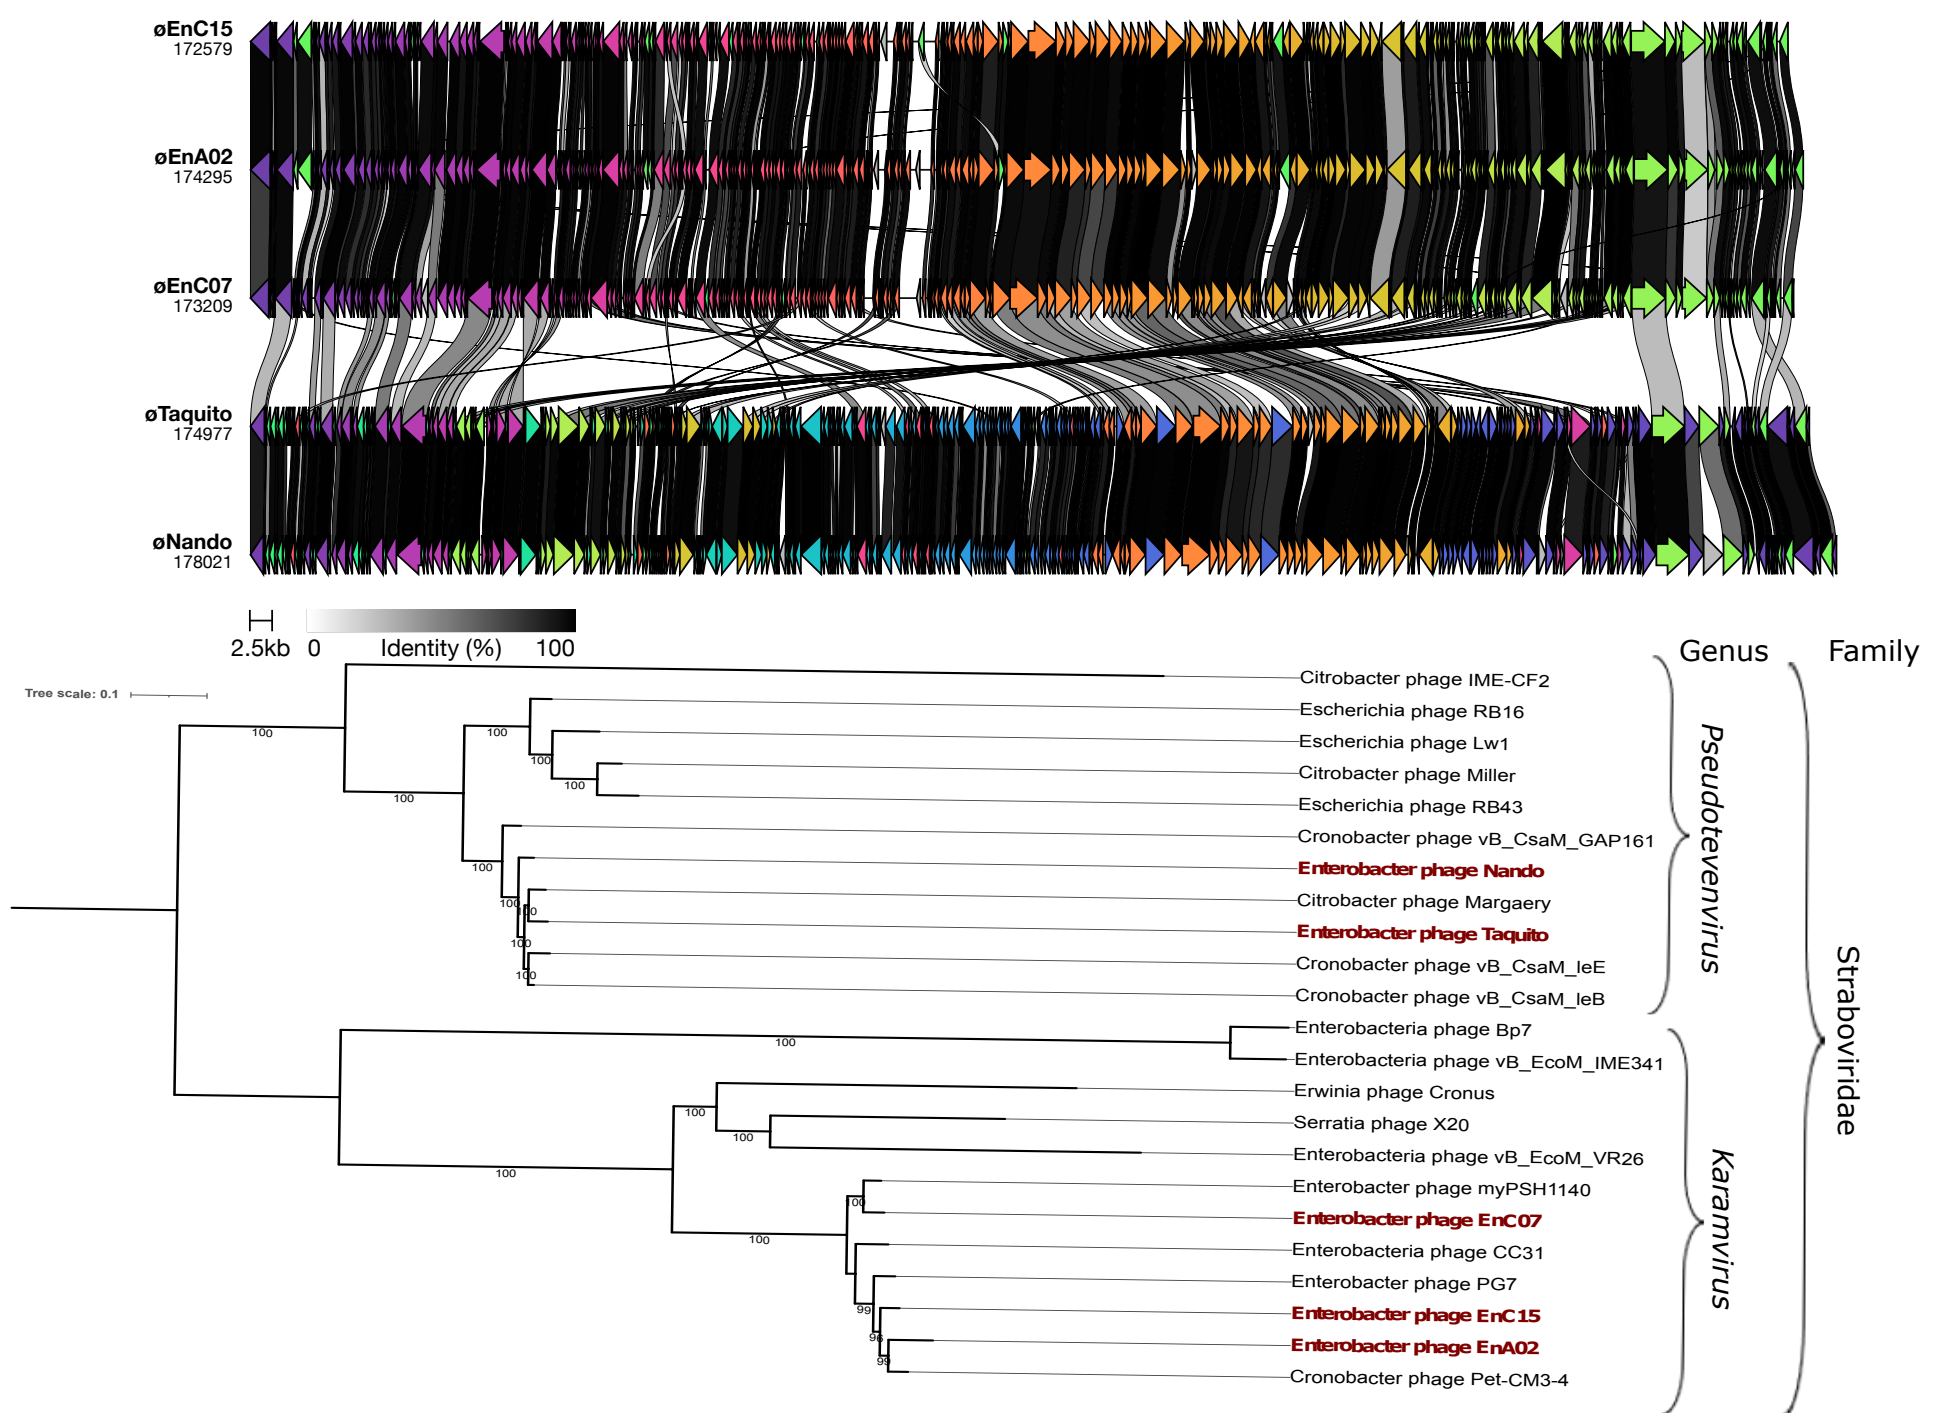 øEnC15
172579
øEnA02
174295
øEnC07
173209
øTaquito
174977
øNando
178021
2.5kb 0 Identity (%) 100
Genus Family
Tree scale: 0.1
Citrobacter phage IME-CF2
Escherichia phage RB16
100
100
Escherichia phage Lw1
100
Citrobacter phage Miller
100
100
Escherichia phage RB43
Cronobacter phage vB_CsaM_GAP161
100
Enterobacter phage Nando
Citrobacter phage Margaery
100
100
Enterobacter phage Taquito
100
Cronobacter phage vB_CsaM_leE
100
Cronobacter phage vB_CsaM_leB
Pseudotevenvirus
Enterobacteria phage Bp7
100
Enterobacteria phage vB_EcoM_IME341
Straboviridae
Erwinia phage Cronus
100
Serratia phage X20
100
Enterobacteria phage vB_EcoM_VR26
100
Enterobacter phage myPSH1140
100
Enterobacter phage EnC07
100
Enterobacteria phage CC31
Enterobacter phage PG7
99
Enterobacter phage EnC15
96
Enterobacter phage EnA02
99
Cronobacter phage Pet-CM3-4
Karamvirus